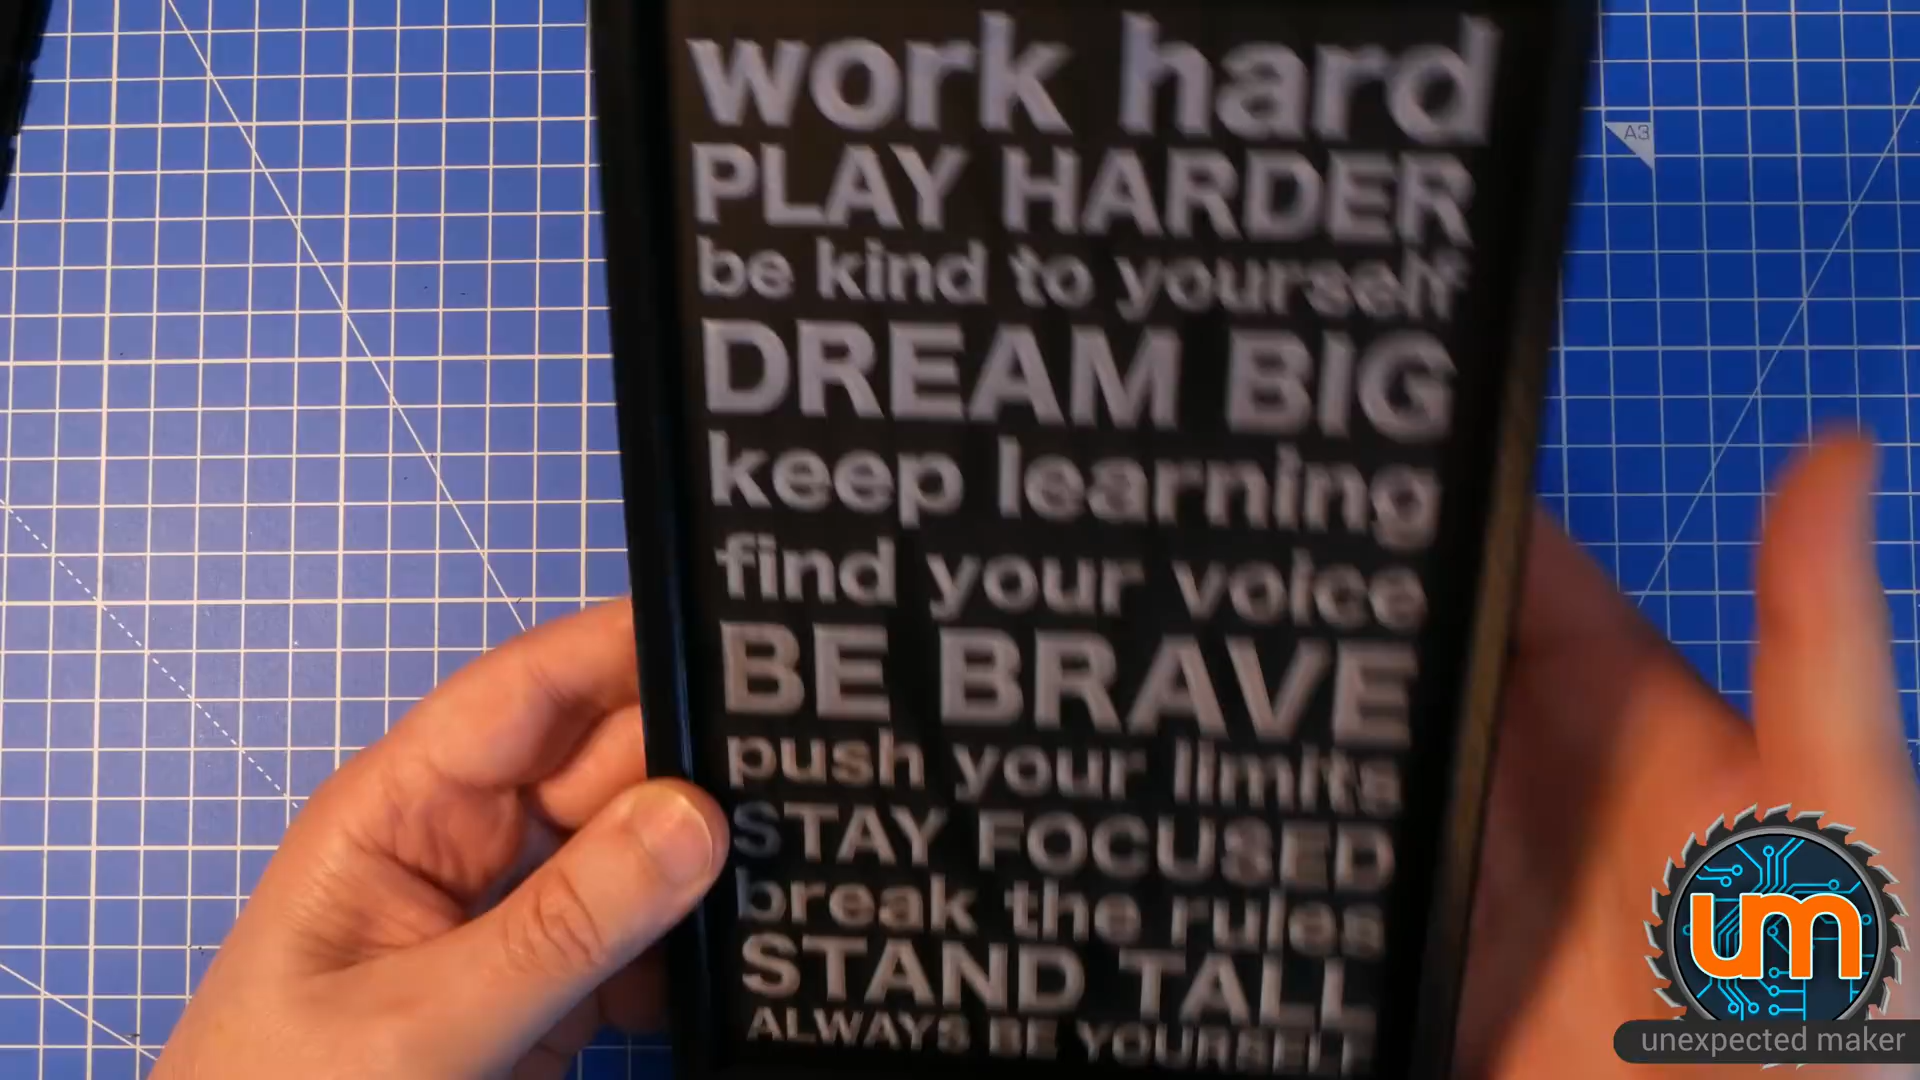 work hard
PLAY HARDER
be kind to yourself
DREAM BIG
keep learning
find your voice
BE BRAVE
push your limits
STAY FOCUSED
break the rules
STAND TALL
ALWAYS BE YOURSELF
A3
um
unexpected maker